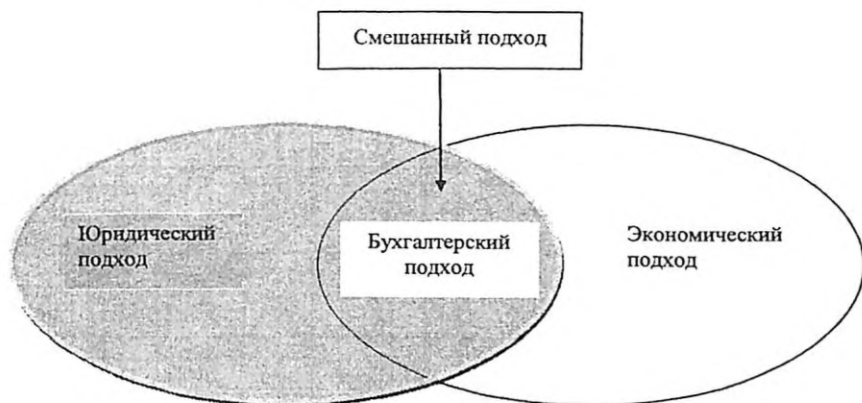 Смешанный подход
Юридический
подход
Бухгалтерский
подход
Экономический
подход